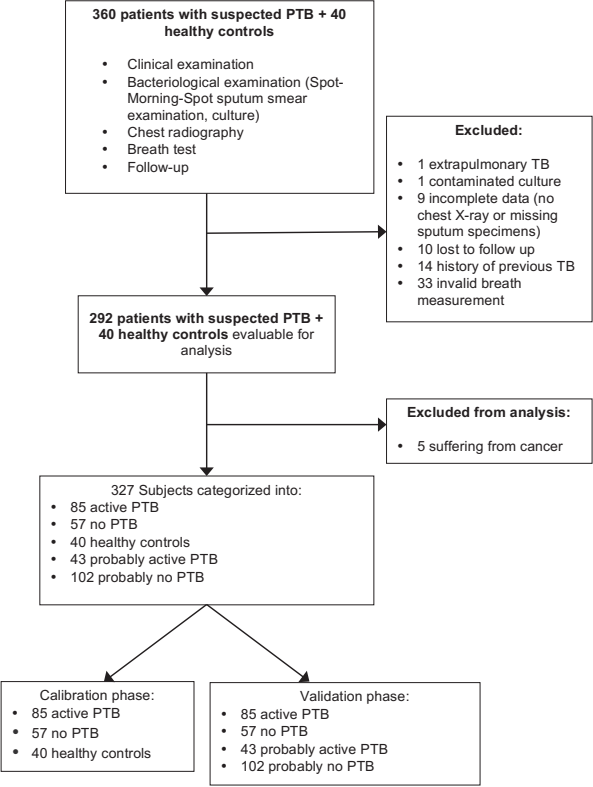 360 patients with suspected PTB + 40
healthy controls
• Clinical examination
• Bacteriological examination (Spot-
Morning-Spot sputum smear
examination, culture)
• Chest radiography
• Breath test
• Follow-up
Excluded:
• 1 extrapulmonary TB
• 1 contaminated culture
• 9 incomplete data (no
chest X-ray or missing
sputum specimens)
• 10 lost to follow up
• 14 history of previous TB
• 33 invalid breath
measurement
292 patients with suspected PTB +
40 healthy controls evaluable for
analysis
Excluded from analysis:
• 5 suffering from cancer
327 Subjects categorized into:
• 85 active PTB
• 57 no PTB
• 40 healthy controls
• 43 probably active PTB
• 102 probably no PTB
Calibration phase:
• 85 active PTB
• 57 no PTB
• 40 healthy controls
Validation phase:
• 85 active PTB
• 57 no PTB
• 43 probably active PTB
• 102 probably no PTB